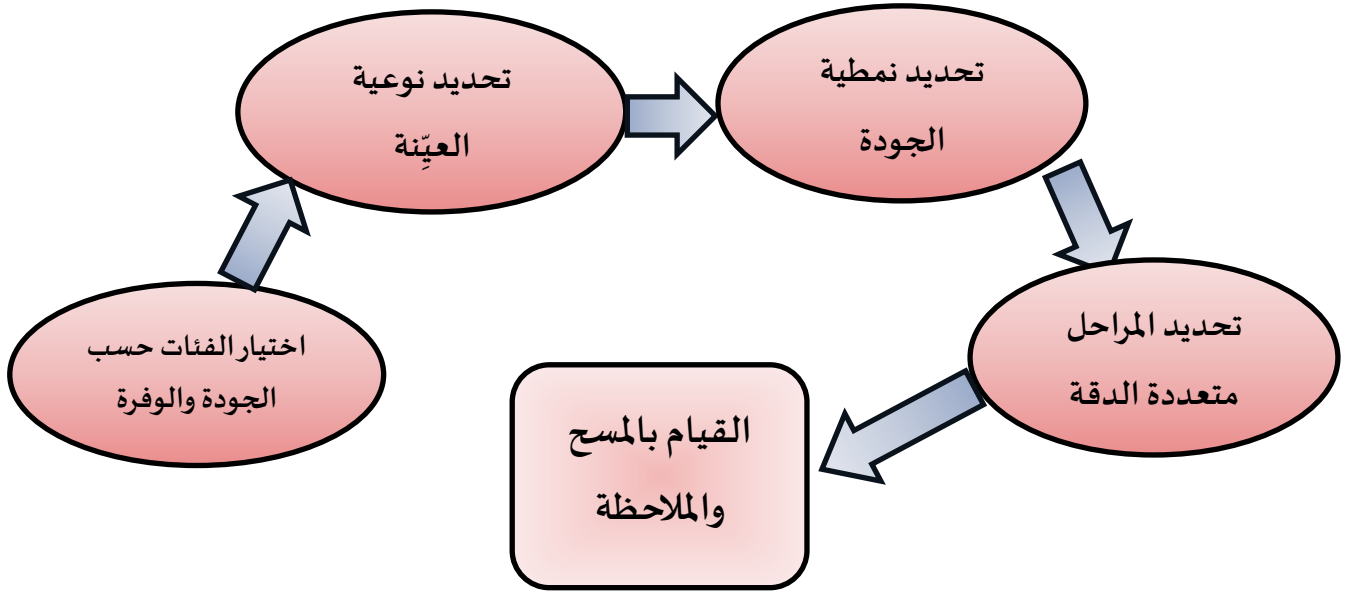 اختيار الفئات حسب
الجودة والوفرة
تحديد نوعية
العيِّنة
تحديد نمطية
الجودة
تحديد المراحل
متعددة الدقة
القيام بالمسح
والملاحظة